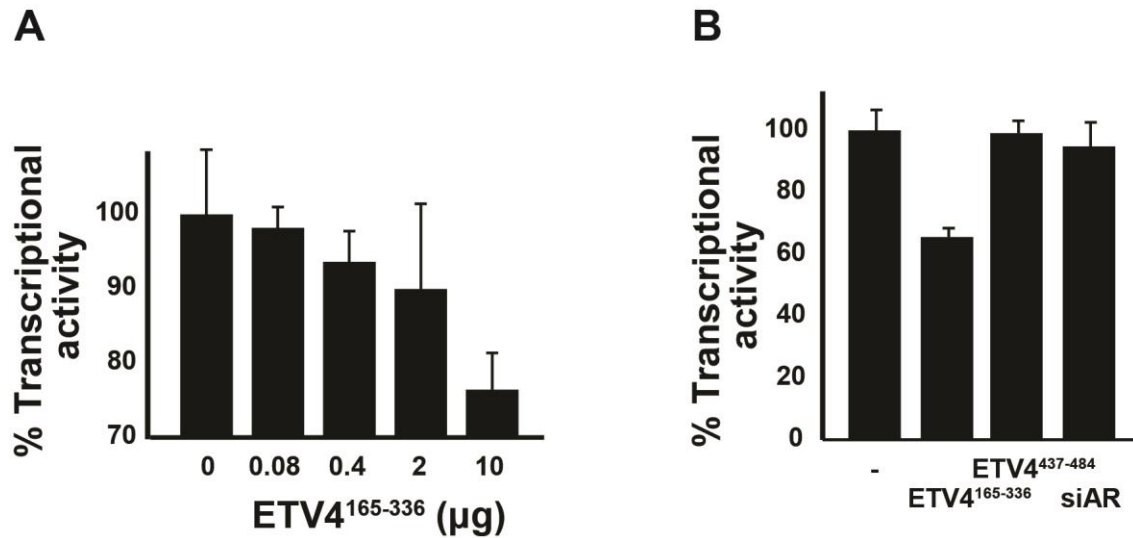 A
% Transcriptional
activity
100
90
80
70
0 0.08 0.4 2 10
ETV4¹⁶⁵⁻³³⁶ (µg)
B
% Transcriptional
activity
100
80
60
40
20
0
- ETV4⁴³⁷⁻⁴⁸⁴
ETV4¹⁶⁵⁻³³⁶ siAR